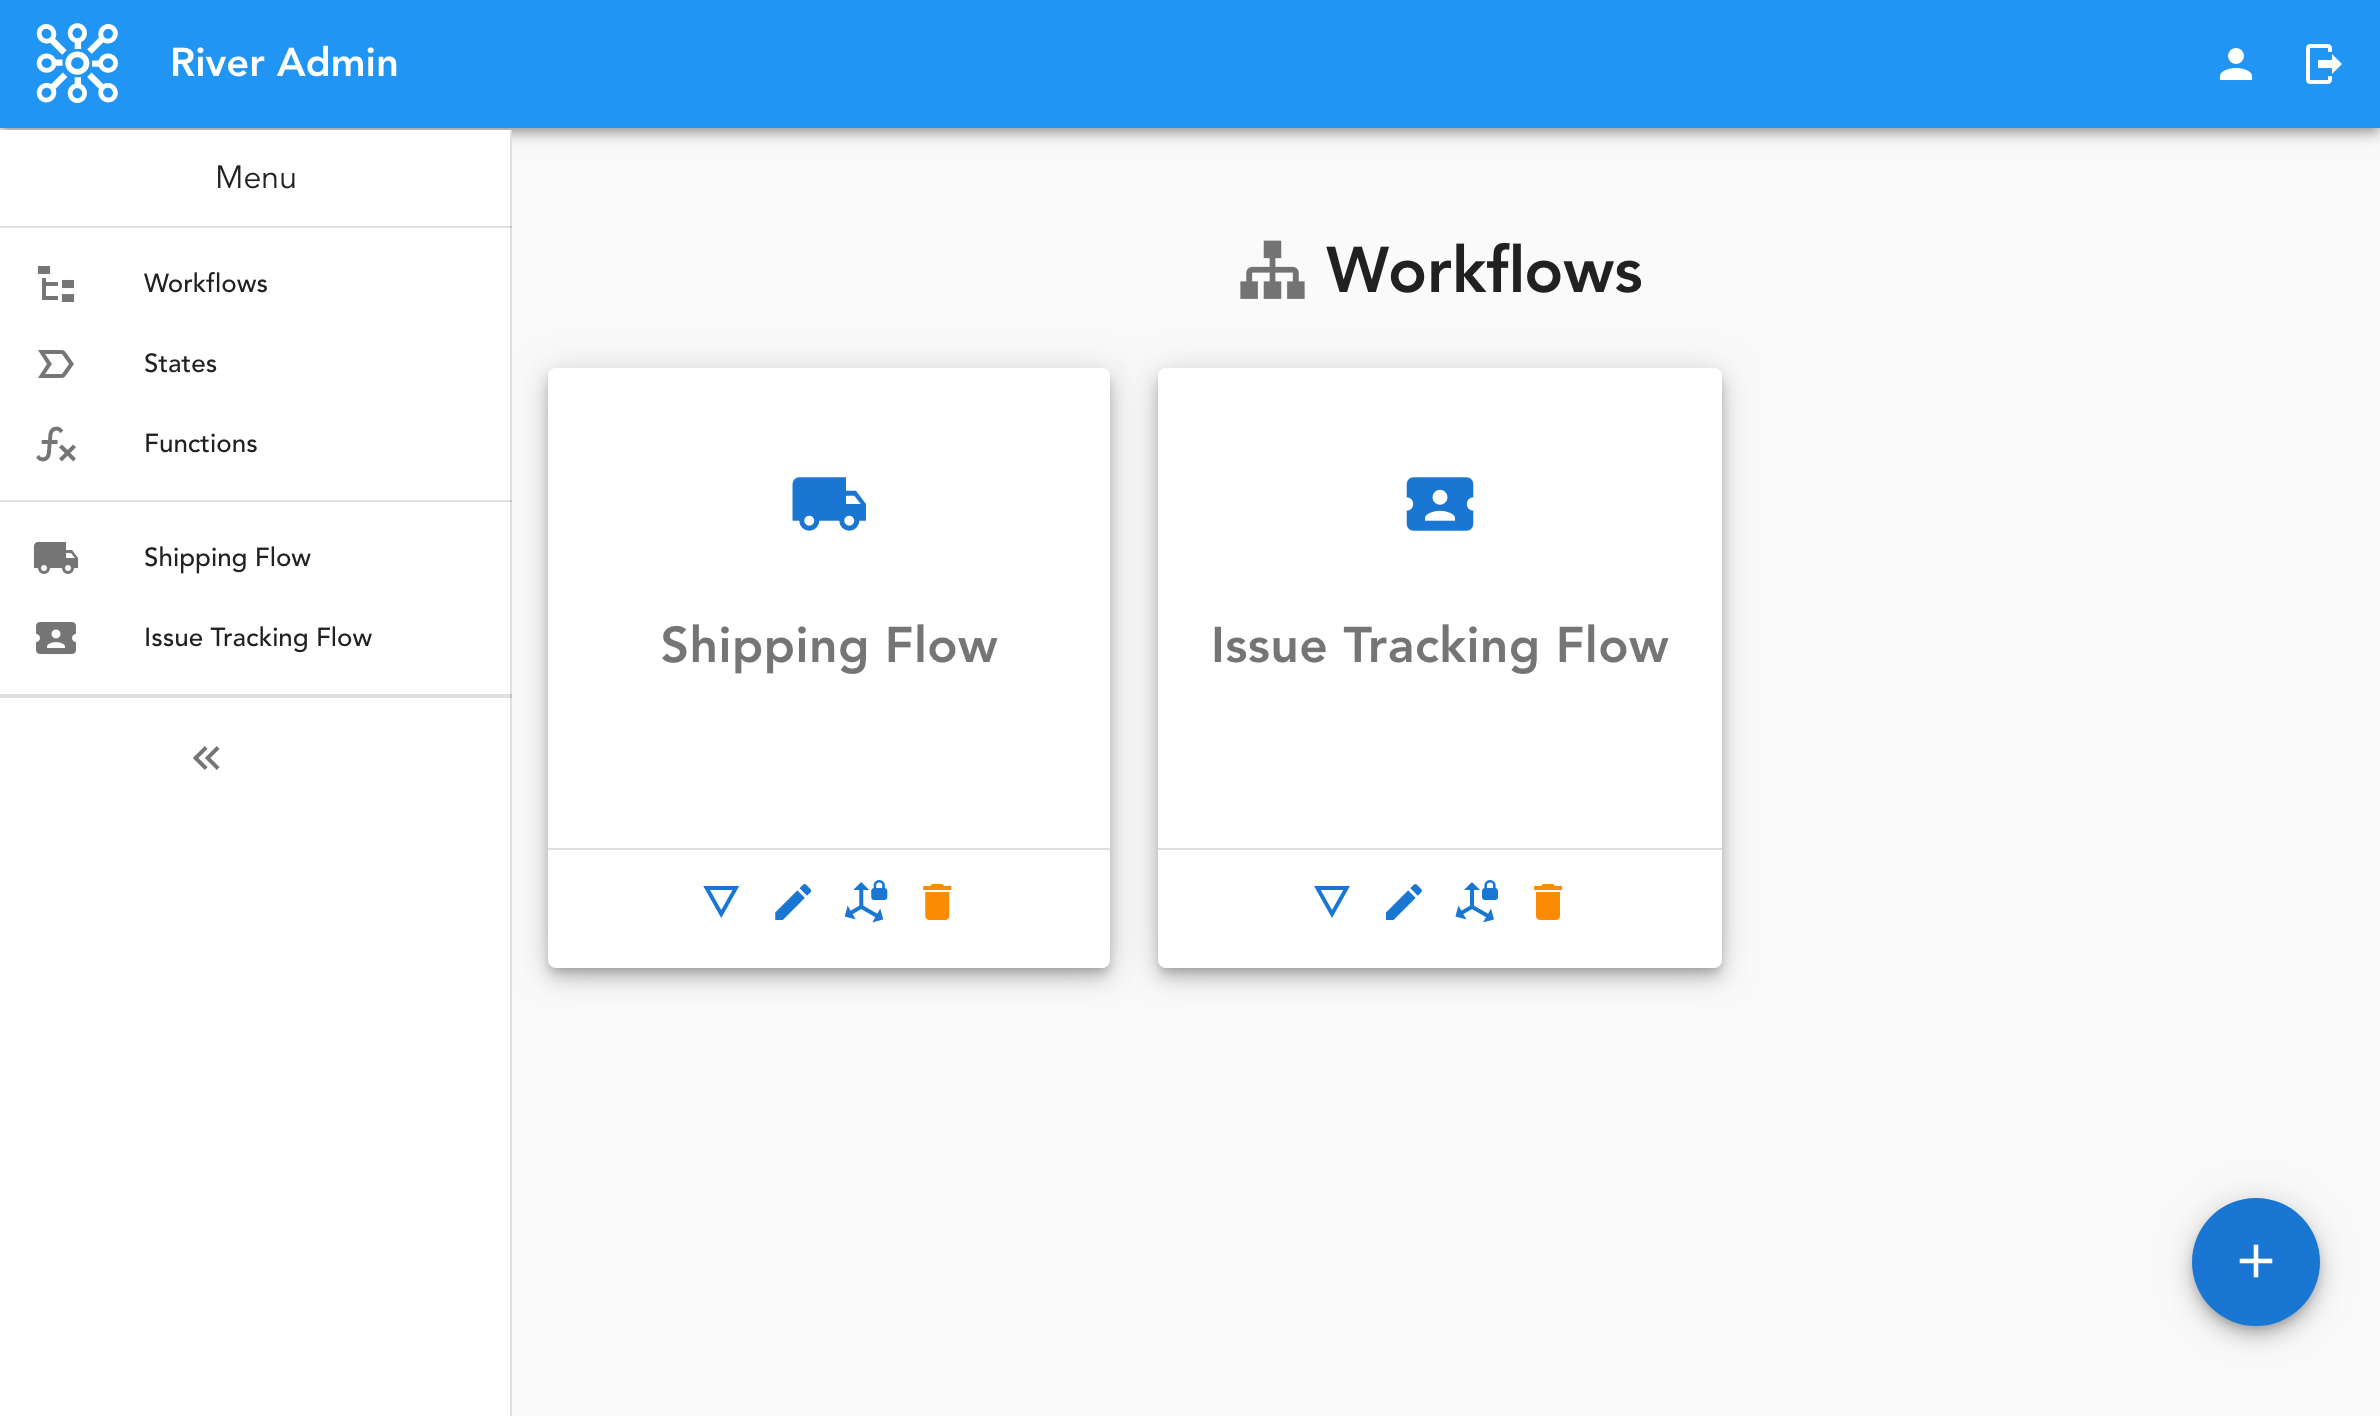 River Admin
Menu
Workflows
States
Functions
Shipping Flow
Issue Tracking Flow
Workflows
Shipping Flow
Issue Tracking Flow